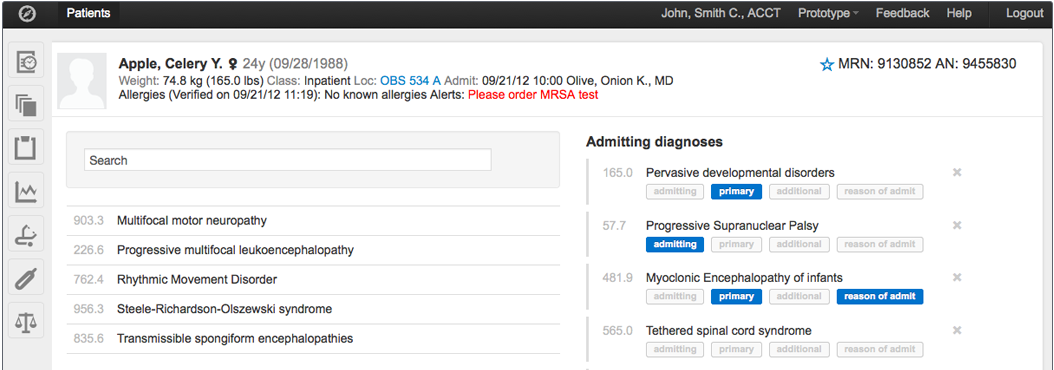 Patients John, Smith C., ACCT Prototype Feedback Help Logout
Apple, Celery Y. 24y (09/28/1988) MRN: 9130852 AN: 9455830
Weight: 74.8 kg (165.0 lbs) Class: Inpatient Loc: OBS 534 A Admit: 09/21/12 10:00 Olive, Onion K., MD
Allergies (Verified on 09/21/12 11:19): No known allergies Alerts: Please order MRSA test
Search
903.3 Multifocal motor neuropathy
226.6 Progressive multifocal leukoencephalopathy
762.4 Rhythmic Movement Disorder
956.3 Steele-Richardson-Olszewski syndrome
835.6 Transmissible spongiform encephalopathies
Admitting diagnoses
165.0 Pervasive developmental disorders
admitting primary additional reason of admit
57.7 Progressive Supranuclear Palsy
admitting primary additional reason of admit
481.9 Myoclonic Encephalopathy of infants
admitting primary additional reason of admit
565.0 Tethered spinal cord syndrome
admitting primary additional reason of admit